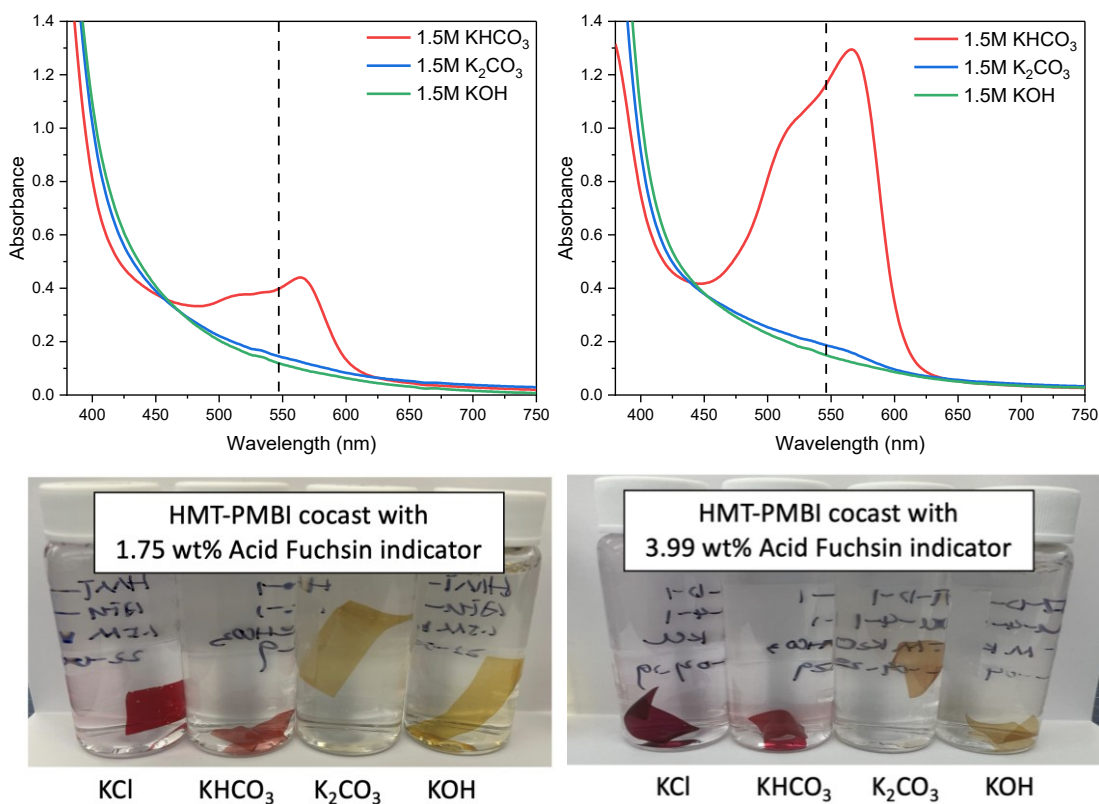 1.4
1.2
1.0
0.8
0.6
0.4
0.2
0.0
Absorbance
1.5M KHCO₃
1.5M K₂CO₃
1.5M KOH
400 450 500 550 600 650 700 750
Wavelength (nm)
1.4
1.2
1.0
0.8
0.6
0.4
0.2
0.0
Absorbance
1.5M KHCO₃
1.5M K₂CO₃
1.5M KOH
400 450 500 550 600 650 700 750
Wavelength (nm)
HMT-PMBI cocast with
1.75 wt% Acid Fuchsin indicator
KCl KHCO₃ K₂CO₃ KOH
HMT-PMBI cocast with
3.99 wt% Acid Fuchsin indicator
KCl KHCO₃ K₂CO₃ KOH